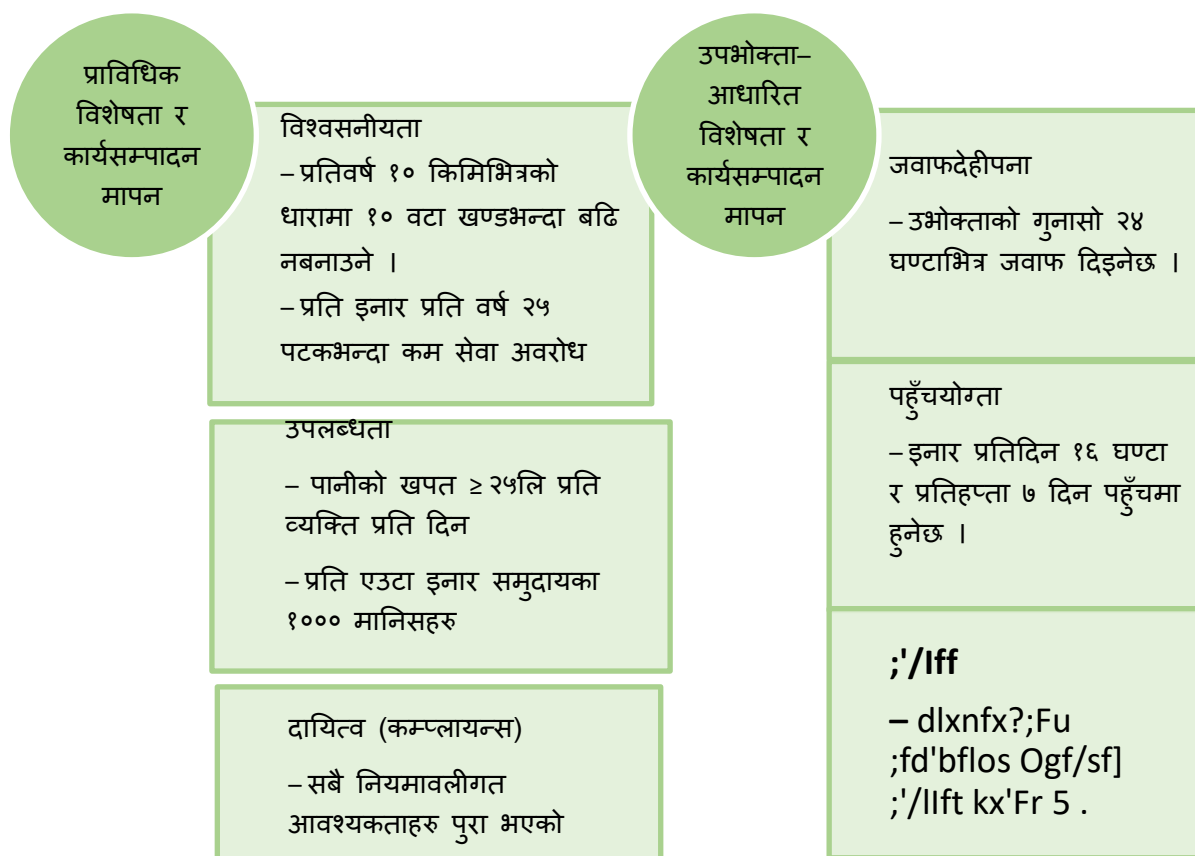 प्राविधिक
विशेषता र
कार्यसम्पादन
मापन
विश्वसनीयता
– प्रतिवर्ष १० किमिभित्रको
धारामा १० वटा खण्डभन्दा बढि
नबनाउने ।
– प्रति इनार प्रति वर्ष २५
पटकभन्दा कम सेवा अवरोध
उपलब्धता
– पानीको खपत ≥ २५लि प्रति
व्यक्ति प्रति दिन
– प्रति एउटा इनार समुदायका
१००० मानिसहरु
दायित्व (कम्प्लायन्स)
– सबै नियमावलीगत
आवश्यकताहरु पुरा भएको
उपभोक्ता–
आधारित
विशेषता र
कार्यसम्पादन
मापन
जवाफदेहीपना
– उभोक्ताको गुनासो २४
घण्टाभित्र जवाफ दिइनेछ ।
पहुँचयोग्ता
– इनार प्रतिदिन १६ घण्टा
र प्रतिहप्ता ७ दिन पहुँचमा
हुनेछ ।
;'/Iff
– dlxnfx?;Fu
;fd'bflos Ogf/sf]
;'/lIft kx'Fr 5 .